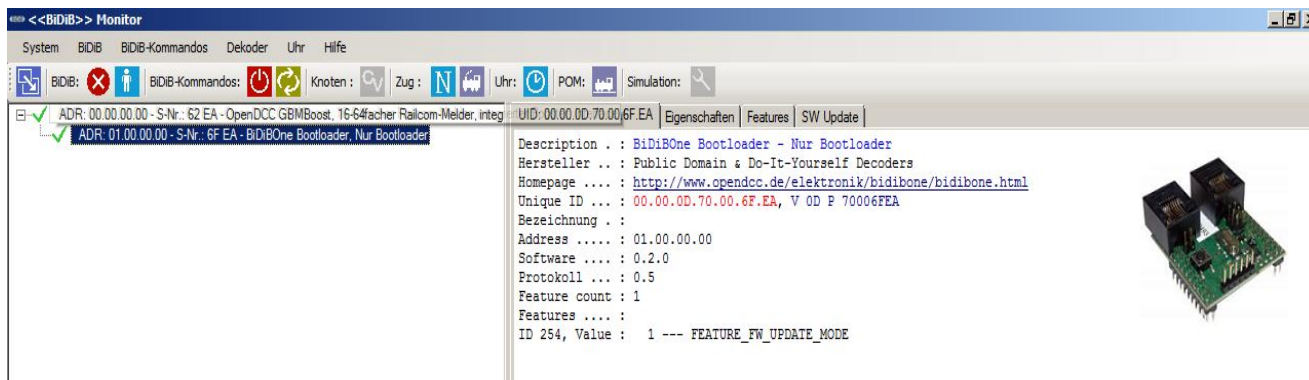 <<BiDiB>> Monitor
System BiDiB BiDiB-Kommandos Dekoder Uhr Hilfe
BiDiB: BiDiB-Kommandos: Knoten : CV Zug : N Uhr: POM: Simulation:
ADR: 00.00.00.00 - S-Nr.: 62 EA - OpenDCC GBMBoost, 16-64facher Railcom-Melder, integ
ADR: 01.00.00.00 - S-Nr.: 6F EA - BiDiBOne Bootloader, Nur Bootloader
UID: 00.00.0D:70.00.6F.EA Eigenschaften Features SW Update
Description . : BiDiBOne Bootloader - Nur Bootloader
Hersteller .. : Public Domain & Do-It-Yourself Decoders
Homepage .... : http://www.opendcc.de/elektronik/bidibone/bidibone.html
Unique ID ... : 00.00.0D.70.00.6F.EA, V 0D P 70006FEA
Bezeichnung . :
Address ..... : 01.00.00.00
Software .... : 0.2.0
Protokoll ... : 0.5
Feature count : 1
Features .... :
ID 254, Value : 1 --- FEATURE_FW_UPDATE_MODE